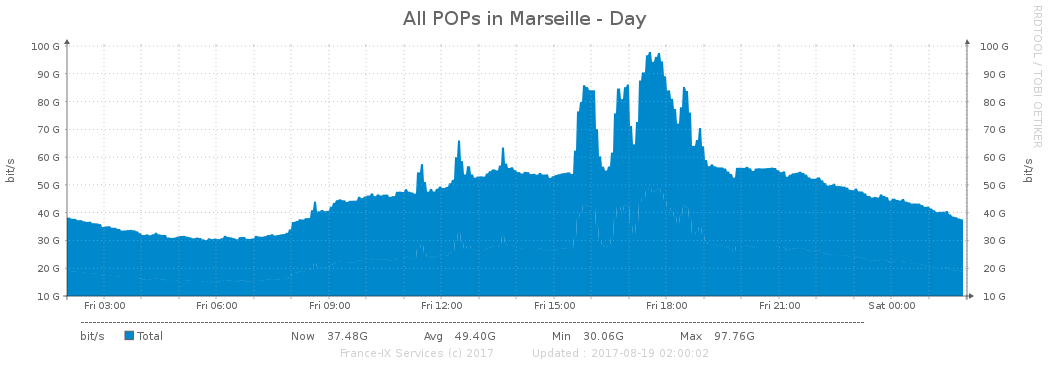 All POPs in Marseille - Day
RRDTOOL / TOBI OETIKER
bit/s
100 G
90 G
80 G
70 G
60 G
50 G
40 G
30 G
20 G
10 G
100 G
90 G
80 G
70 G
60 G
50 G
40 G
30 G
20 G
10 G
bit/s
Fri 03:00 Fri 06:00 Fri 09:00 Fri 12:00 Fri 15:00 Fri 18:00 Fri 21:00 Sat 00:00
bit/s Total Now 37.48G Avg 49.40G Min 30.06G Max 97.76G
France-IX Services (c) 2017 Updated : 2017-08-19 02:00:02